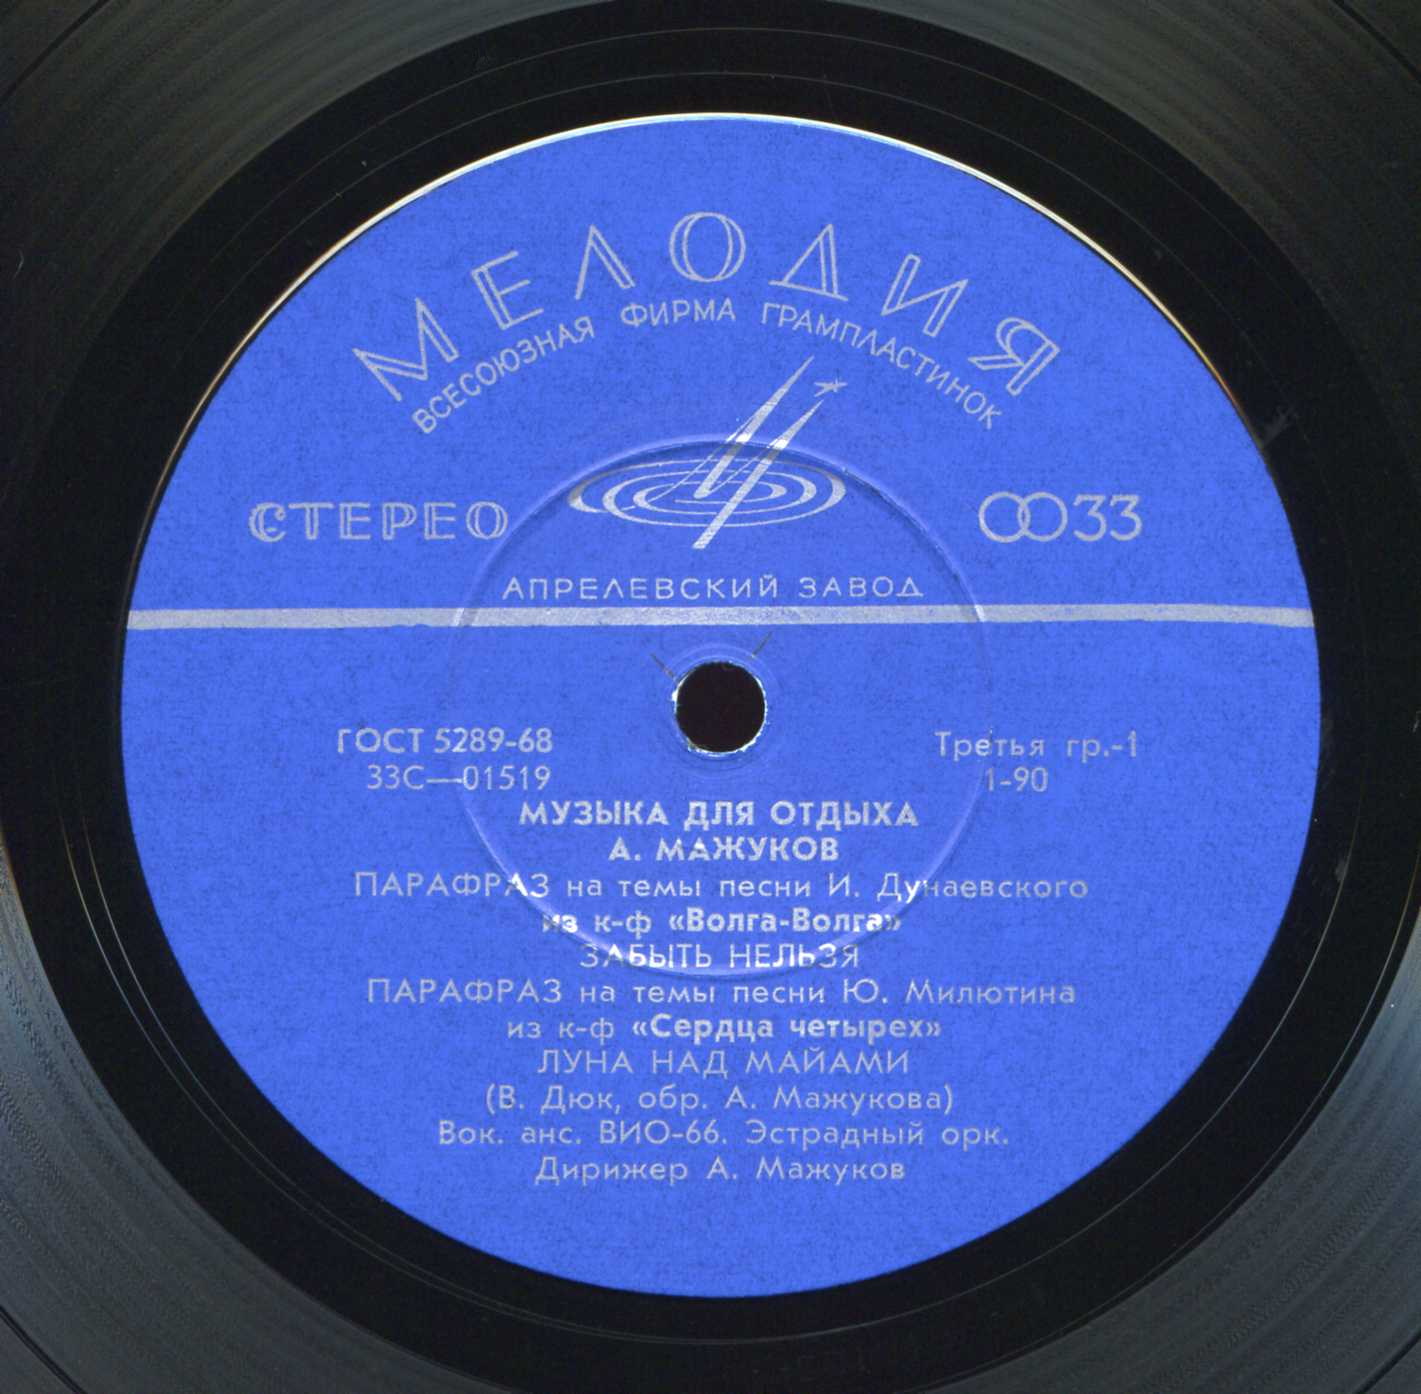 МЕЛОДИЯ
ВСЕСОЮЗНАЯ ФИРМА ГРАМПЛАСТИНОК
СТЕРЕО
33
АПРЕЛЕВСКИЙ ЗАВОД
ГОСТ 5289-68
Третья гр.-1
33С—01519
1-90
МУЗЫКА ДЛЯ ОТДЫХА
А. МАЖУКОВ
ПАРАФРАЗ на темы песни И. Дунаевского
из к-ф «Волга-Волга»
ЗАБЫТЬ НЕЛЬЗЯ
ПАРАФРАЗ на темы песни Ю. Милютина
из к-ф «Сердца четырех»
ЛУНА НАД МАЙАМИ
(В. Дюк, обр. А. Мажукова)
Вок. анс. ВИО-66. Эстрадный орк.
Дирижер А. Мажуков